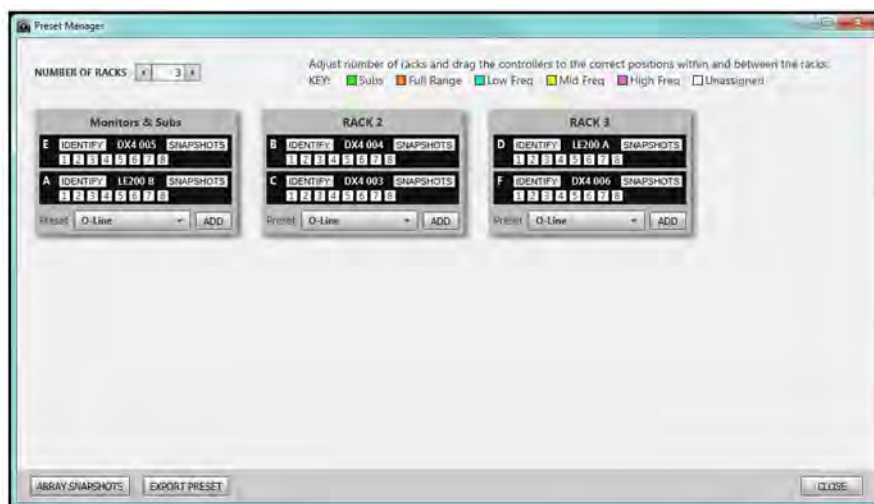 Preset Manager
NUMBER OF RACKS 3
Adjust number of racks and drag the controllers to the correct positions within and between the racks.
KEY: Subs Full Range Low Freq Mid Freq High Freq Unassigned
Monitors & Subs
E IDENTIFY DX4 005 SNAPSHOTS
1 2 3 4 5 6 7 8
A IDENTIFY LE200 B SNAPSHOTS
1 2 3 4 5 6 7 8
Preset O-Line ADD
RACK 2
B IDENTIFY DX4 004 SNAPSHOTS
1 2 3 4 5 6 7 8
C IDENTIFY DX4 003 SNAPSHOTS
1 2 3 4 5 6 7 8
Preset O-Line ADD
RACK 3
D IDENTIFY LE200 A SNAPSHOTS
1 2 3 4 5 6 7 8
F IDENTIFY DX4 006 SNAPSHOTS
1 2 3 4 5 6 7 8
Preset O-Line ADD
ARRAY SNAPSHOTS EXPORT PRESET CLOSE